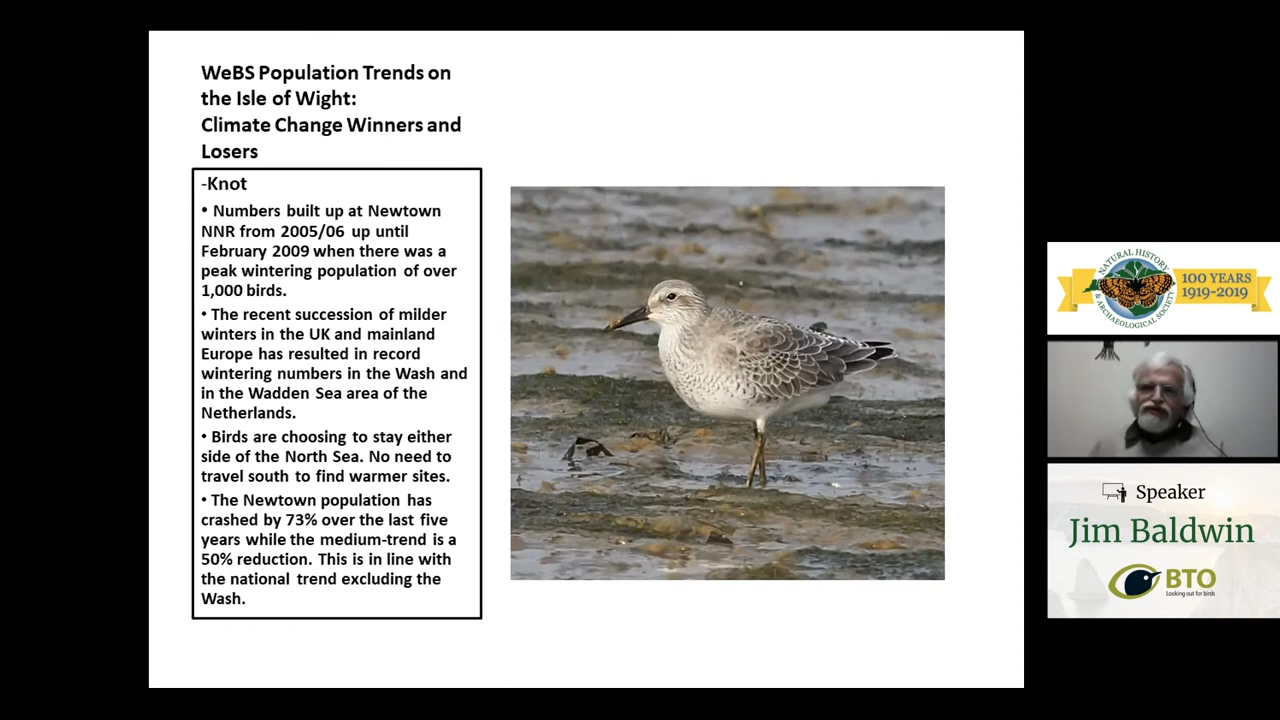 WeBS Population Trends on
the Isle of Wight:
Climate Change Winners and
Losers
-Knot
• Numbers built up at Newtown
NNR from 2005/06 up until
February 2009 when there was a
peak wintering population of over
1,000 birds.
• The recent succession of milder
winters in the UK and mainland
Europe has resulted in record
wintering numbers in the Wash and
in the Wadden Sea area of the
Netherlands.
• Birds are choosing to stay either
side of the North Sea. No need to
travel south to find warmer sites.
• The Newtown population has
crashed by 73% over the last five
years while the medium-trend is a
50% reduction. This is in line with
the national trend excluding the
Wash.
NATURAL HISTORY
& ARCHAEOLOGICAL SOCIETY
100 YEARS
1919-2019
Speaker
Jim Baldwin
BTO
Looking out for birds